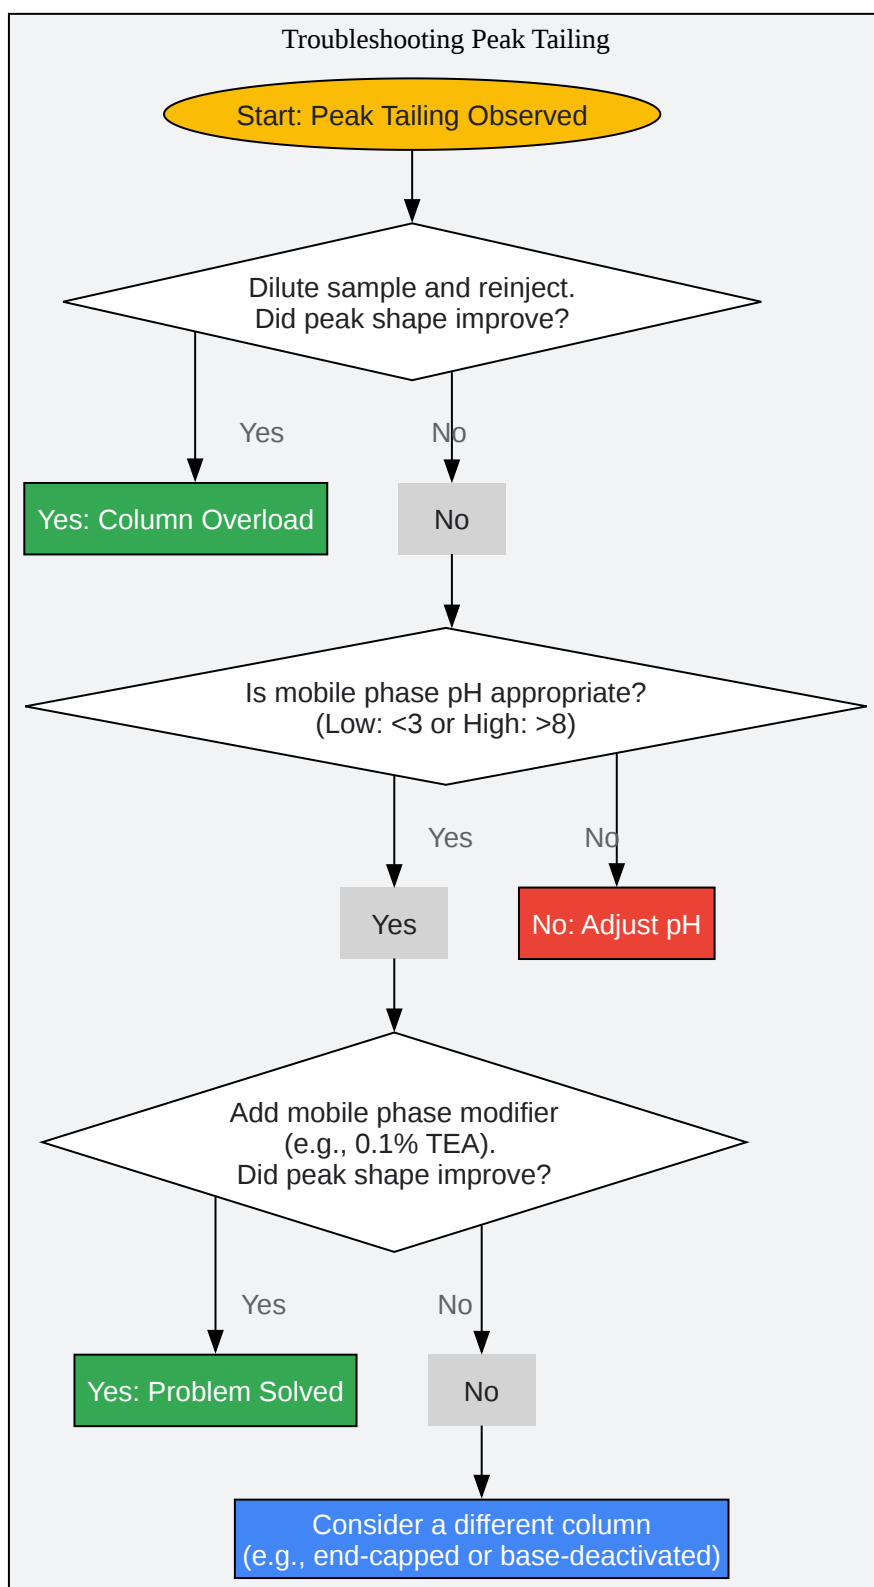 Troubleshooting Peak Tailing
Start: Peak Tailing Observed
Dilute sample and reinject.
Did peak shape improve?
Yes
No
Yes: Column Overload
No
Is mobile phase pH appropriate?
(Low: <3 or High: >8)
Yes
No
Yes
No: Adjust pH
Add mobile phase modifier
(e.g., 0.1% TEA).
Did peak shape improve?
Yes
No
Yes: Problem Solved
No
Consider a different column
(e.g., end-capped or base-deactivated)